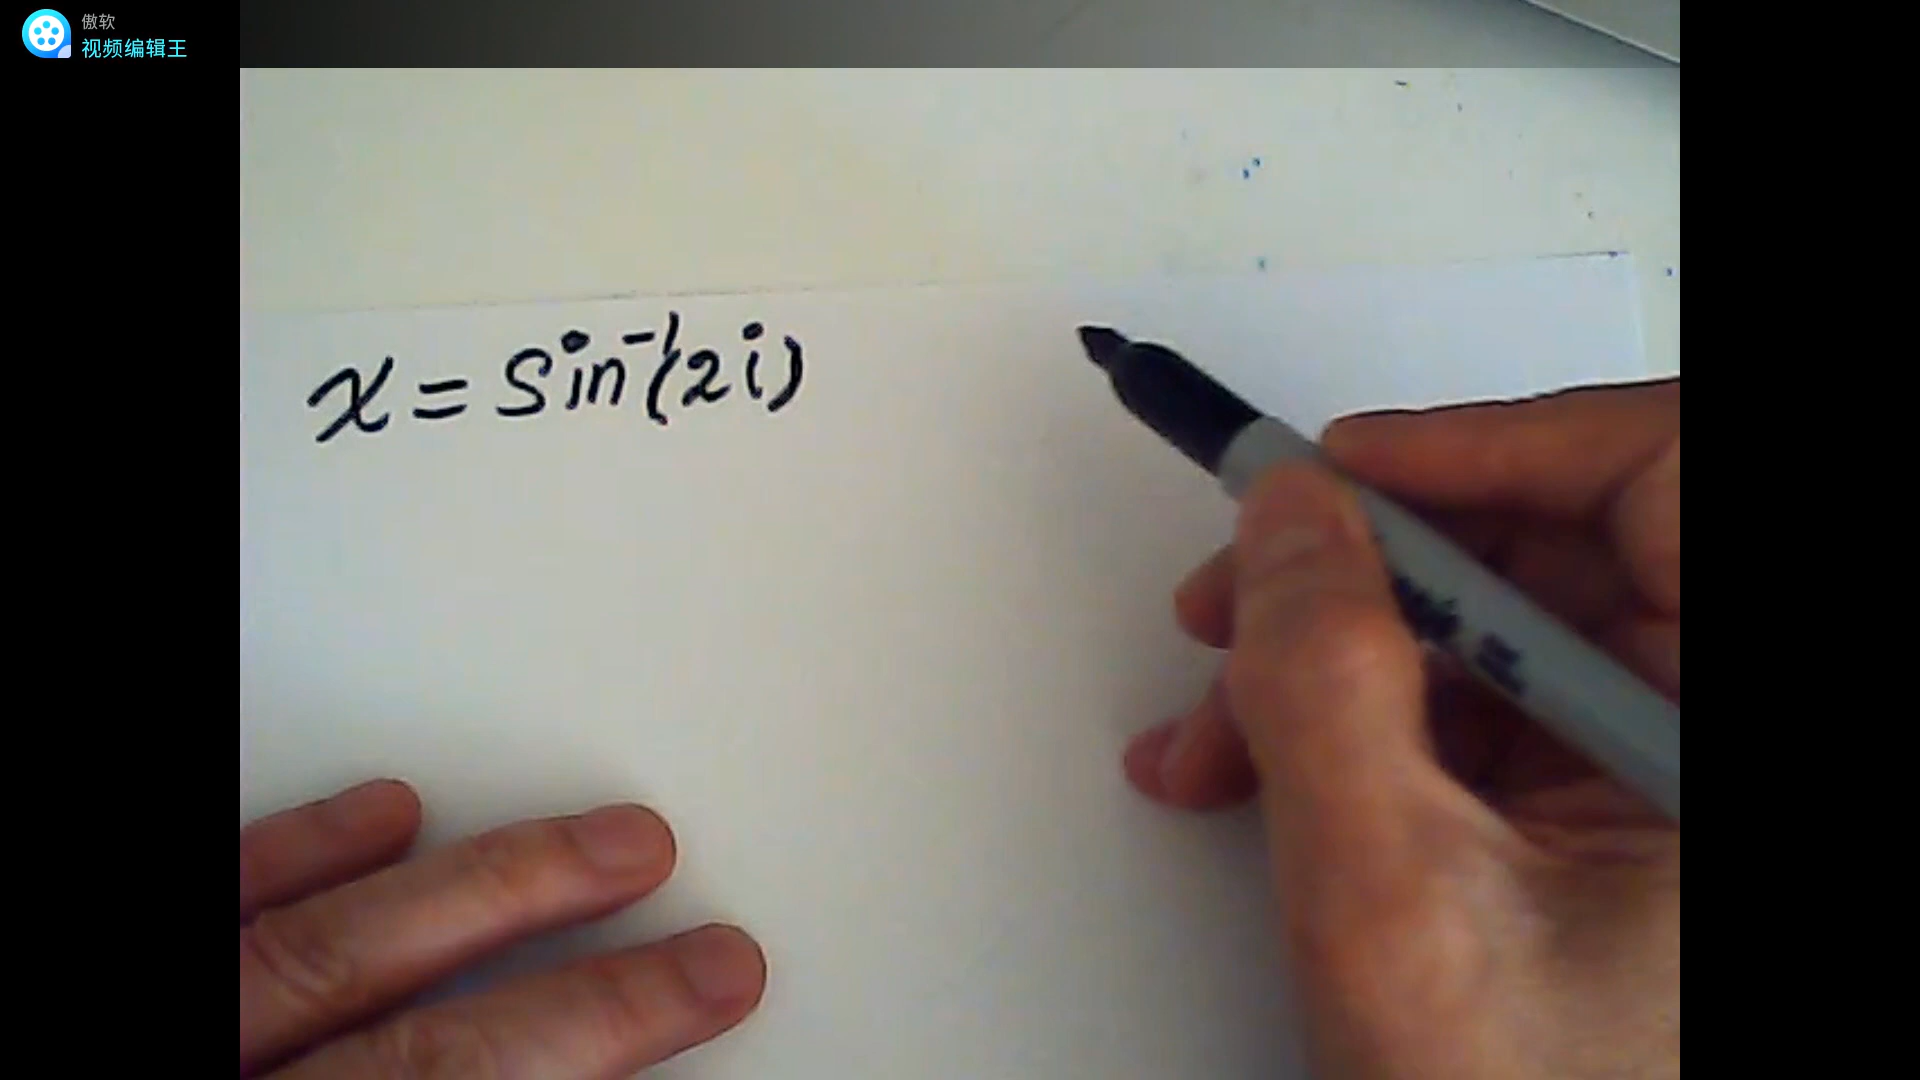 傲软
视频编辑王
x = sin⁻¹(2i)